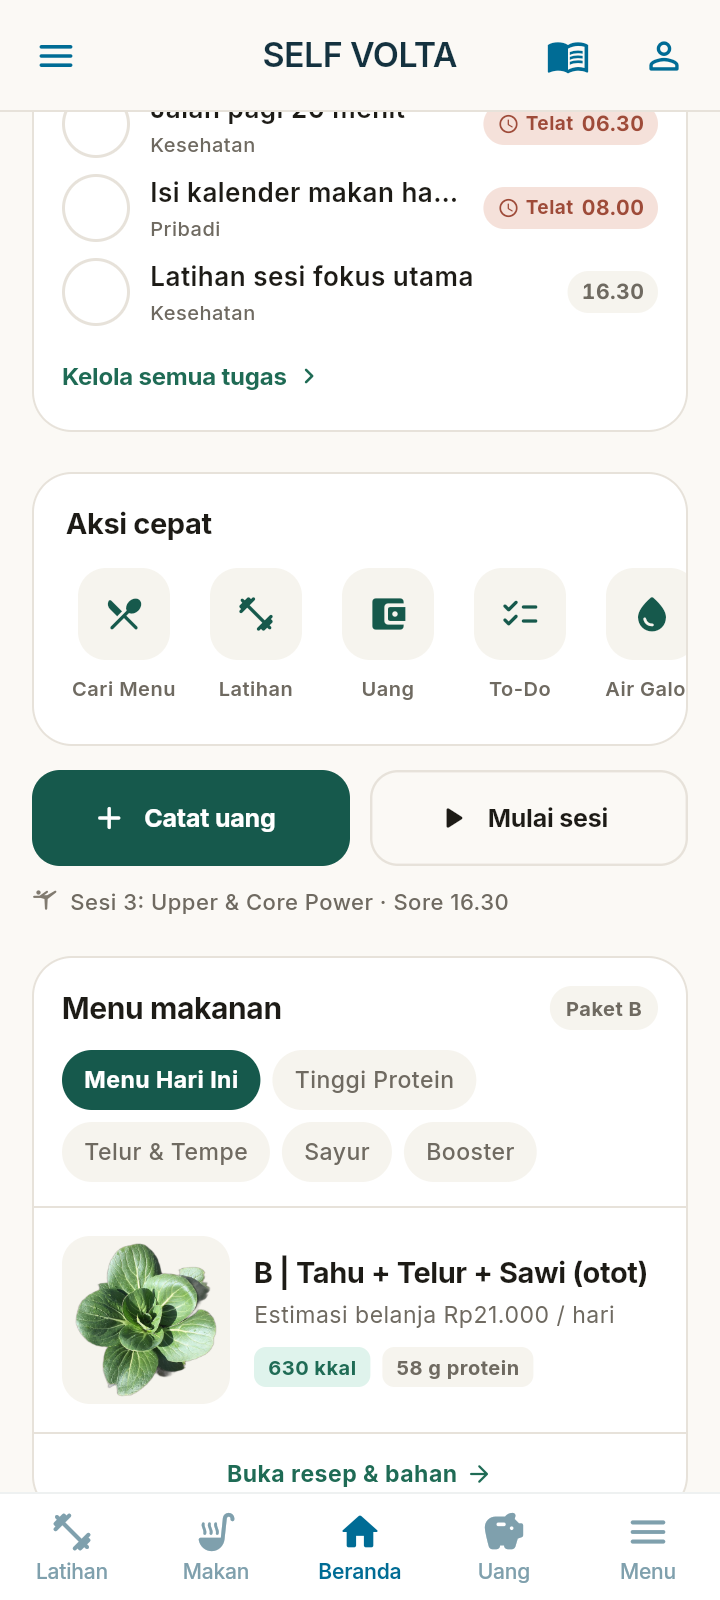 SELF VOLTA
Jalan pagi 20 menit
Telat 06.30
Kesehatan
Isi kalender makan ha...
Telat 08.00
Pribadi
Latihan sesi fokus utama
16.30
Kesehatan
Kelola semua tugas
Aksi cepat
Cari Menu
Latihan
Uang
To-Do
Air Galo
Catat uang
Mulai sesi
Sesi 3: Upper & Core Power · Sore 16.30
Menu makanan
Paket B
Menu Hari Ini
Tinggi Protein
Telur & Tempe
Sayur
Booster
B | Tahu + Telur + Sawi (otot)
Estimasi belanja Rp21.000 / hari
630 kkal
58 g protein
Buka resep & bahan
Latihan
Makan
Beranda
Uang
Menu